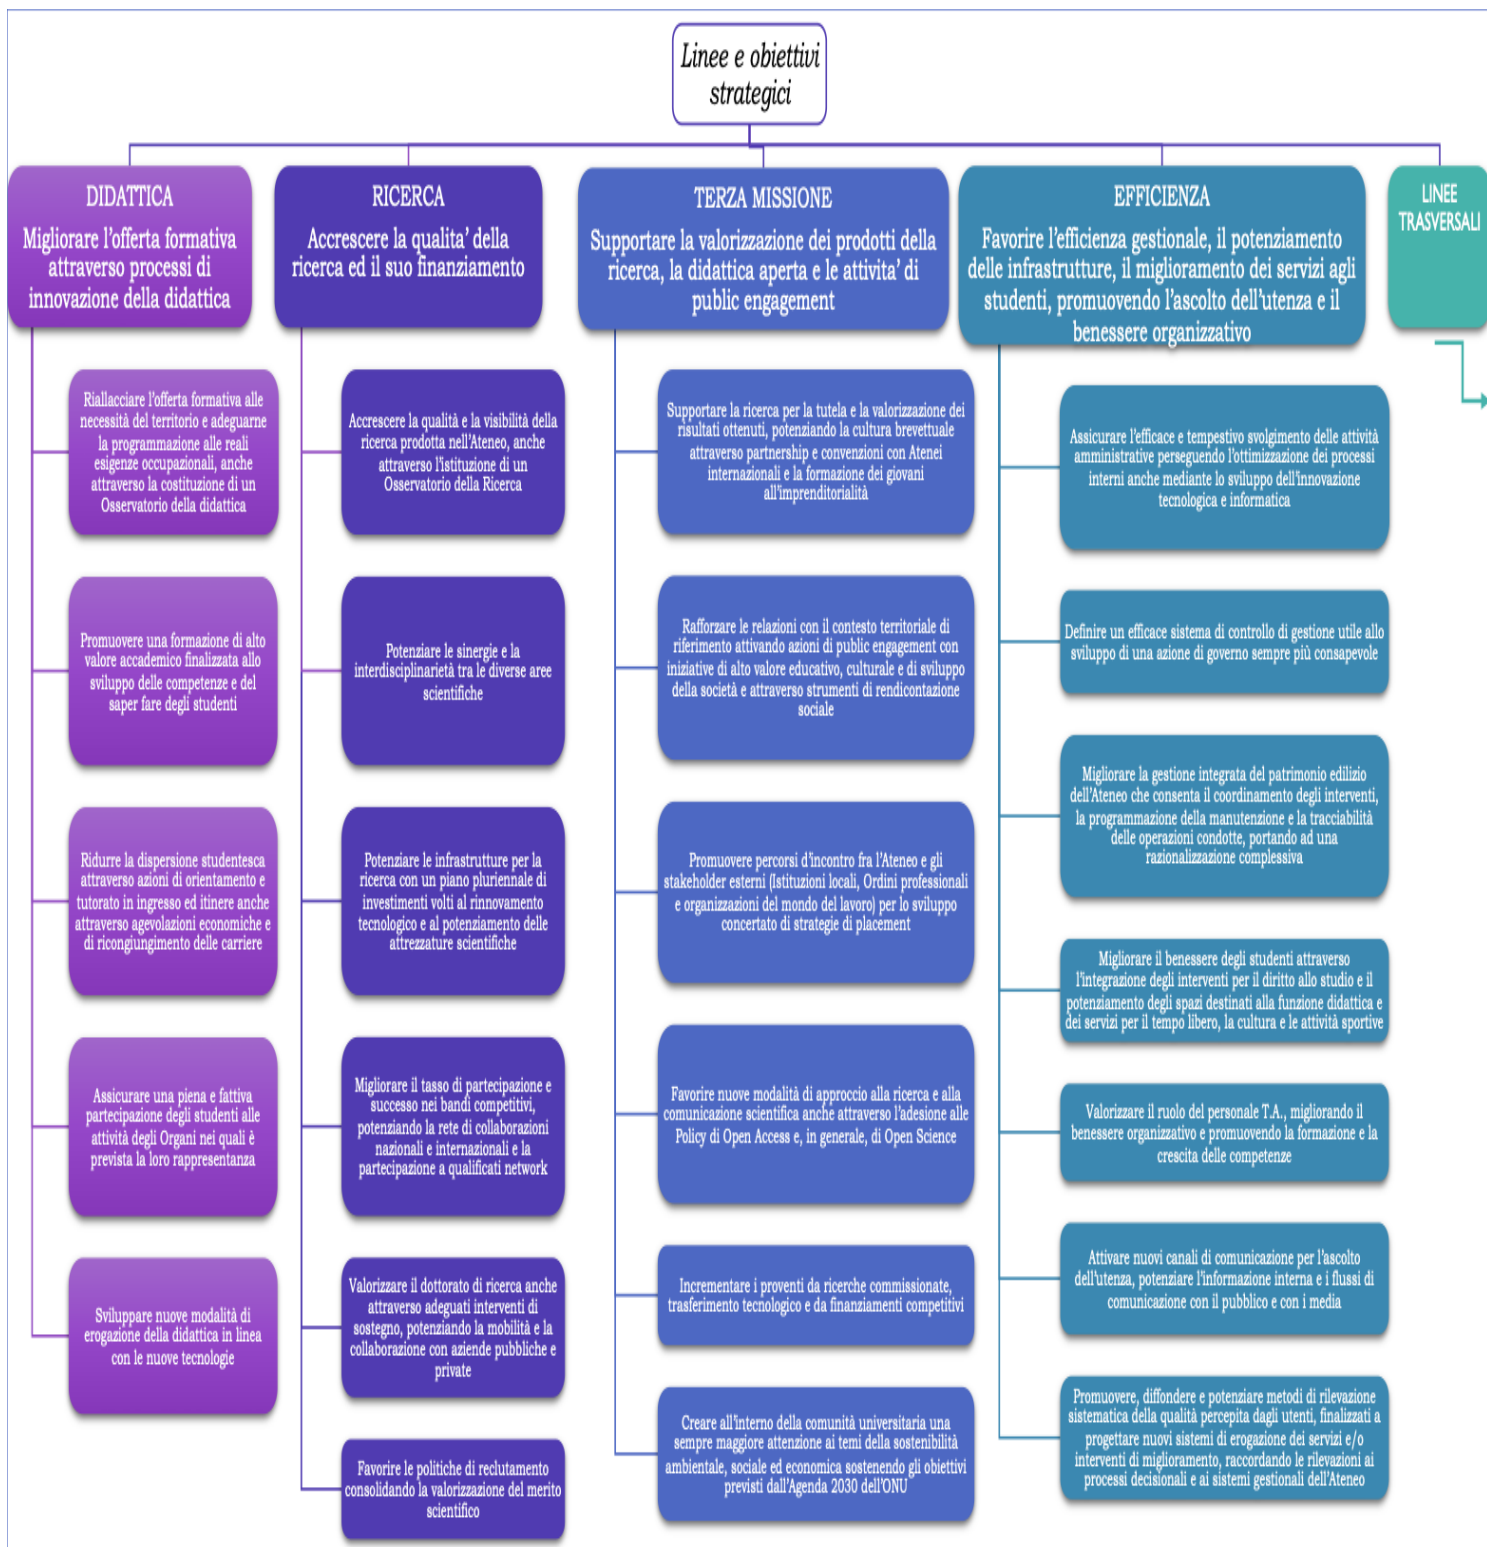 Linee e obiettivi
strategici
DIDATTICA
Migliorare l'offerta formativa
attraverso processi di
innovazione della didattica
Riallacciare l'offerta formativa alle
necessità del territorio e adeguarne
la programmazione alle reali
esigenze occupazionali, anche
attraverso la costituzione di un
Osservatorio della didattica
Promuovere una formazione di alto
valore accademico finalizzata allo
sviluppo delle competenze e del
saper fare degli studenti
Ridurre la dispersione studentesca
attraverso azioni di orientamento e
tutorato in ingresso ed itinere anche
attraverso agevolazioni economiche e
di ricongiungimento delle carriere
Assicurare una piena e fattiva
partecipazione degli studenti alle
attività degli Organi nei quali è
prevista la loro rappresentanza
Sviluppare nuove modalità di
erogazione della didattica in linea
con le nuove tecnologie
RICERCA
Accrescere la qualita' della
ricerca ed il suo finanziamento
Accrescere la qualità e la visibilità della
ricerca prodotta nell'Ateneo, anche
attraverso l'istituzione di un
Osservatorio della Ricerca
Potenziare le sinergie e la
interdisciplinarietà tra le diverse aree
scientifiche
Potenziare le infrastrutture per la
ricerca con un piano pluriennale di
investimenti volti al rinnovamento
tecnologico e al potenziamento delle
attrezzature scientifiche
Migliorare il tasso di partecipazione e
successo nei bandi competitivi,
potenziando la rete di collaborazioni
nazionali e internazionali e la
partecipazione a qualificati network
Valorizzare il dottorato di ricerca anche
attraverso adeguati interventi di
sostegno, potenziando la mobilità e la
collaborazione con aziende pubbliche e
private
Favorire le politiche di reclutamento
consolidando la valorizzazione del merito
scientifico
TERZA MISSIONE
Supportare la valorizzazione dei prodotti della
ricerca, la didattica aperta e le attivita' di
public engagement
Supportare la ricerca per la tutela e la valorizzazione dei
risultati ottenuti, potenziando la cultura brevettuale
attraverso partnership e convenzioni con Atenei
internazionali e la formazione dei giovani
all'imprenditorialità
Rafforzare le relazioni con il contesto territoriale di
riferimento attivando azioni di public engagement con
iniziative di alto valore educativo, culturale e di sviluppo
della società e attraverso strumenti di rendicontazione
sociale
Promuovere percorsi d'incontro fra l'Ateneo e gli
stakeholder esterni (Istituzioni locali, Ordini professionali
e organizzazioni del mondo del lavoro) per lo sviluppo
concertato di strategie di placement
Favorire nuove modalità di approccio alla ricerca e alla
comunicazione scientifica anche attraverso l'adesione alle
Policy di Open Access e, in generale, di Open Science
Incrementare i proventi da ricerche commissionate,
trasferimento tecnologico e da finanziamenti competitivi
Creare all'interno della comunità universitaria una
sempre maggiore attenzione ai temi della sostenibilità
ambientale, sociale ed economica sostenendo gli obiettivi
previsti dall'Agenda 2030 dell'ONU
EFFICIENZA
Favorire l'efficienza gestionale, il potenziamento
delle infrastrutture, il miglioramento dei servizi agli
studenti, promuovendo l'ascolto dell'utenza e il
benessere organizzativo
Assicurare l'efficace e tempestivo svolgimento delle attività
amministrative perseguendo l'ottimizzazione dei processi
interni anche mediante lo sviluppo dell'innovazione
tecnologica e informatica
Definire un efficace sistema di controllo di gestione utile allo
sviluppo di una azione di governo sempre più consapevole
Migliorare la gestione integrata del patrimonio edilizio
dell'Ateneo che consenta il coordinamento degli interventi,
la programmazione della manutenzione e la tracciabilità
delle operazioni condotte, portando ad una
razionalizzazione complessiva
Migliorare il benessere degli studenti attraverso
l'integrazione degli interventi per il diritto allo studio e il
potenziamento degli spazi destinati alla funzione didattica e
dei servizi per il tempo libero, la cultura e le attività sportive
Valorizzare il ruolo del personale T.A., migliorando il
benessere organizzativo e promuovendo la formazione e la
crescita delle competenze
Attivare nuovi canali di comunicazione per l'ascolto
dell'utenza, potenziare l'informazione interna e i flussi di
comunicazione con il pubblico e con i media
Promuovere, diffondere e potenziare metodi di rilevazione
sistematica della qualità percepita dagli utenti, finalizzati a
progettare nuovi sistemi di erogazione dei servizi e/o
interventi di miglioramento, raccordando le rilevazioni ai
processi decisionali e ai sistemi gestionali dell'Ateneo
LINEE
TRASVERSALI